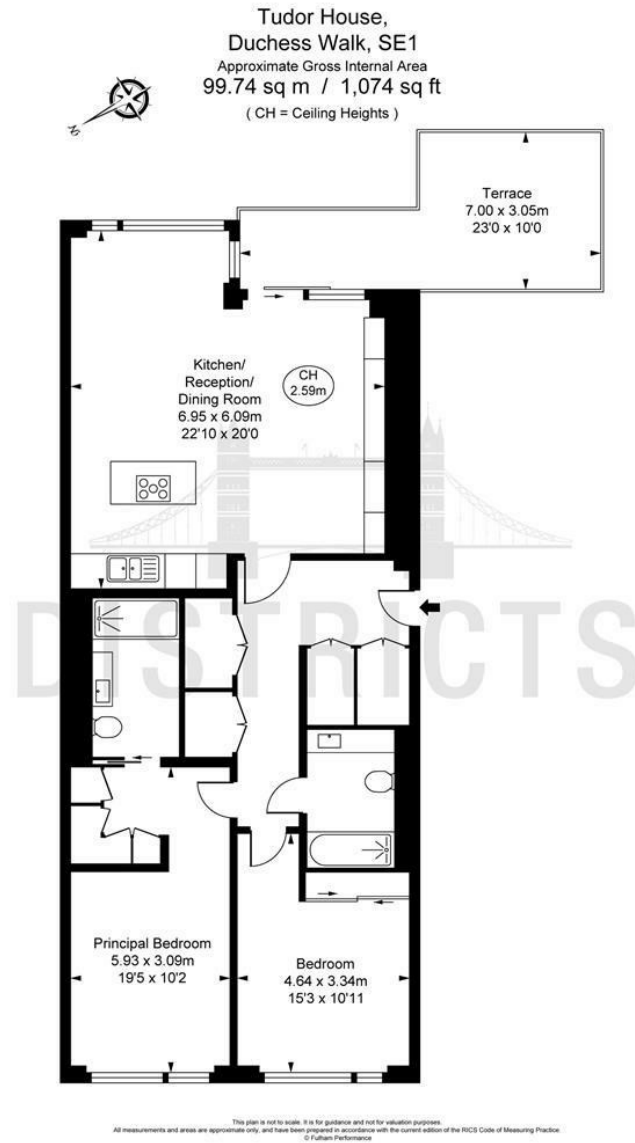 Tudor House,
Duchess Walk, SE1
Approximate Gross Internal Area
99.74 sq m / 1,074 sq ft
( CH = Ceiling Heights )
N
Terrace
7.00 x 3.05m
23'0 x 10'0
Kitchen/
Reception/
Dining Room
6.95 x 6.09m
22'10 x 20'0
CH
2.59m
DISTRICTS
Principal Bedroom
5.93 x 3.09m
19'5 x 10'2
Bedroom
4.64 x 3.34m
15'3 x 10'11
This plan is not to scale. It is for guidance and not for valuation purposes.
All measurements and areas are approximate only, and have been prepared in accordance with the current edition of the RICS Code of Measuring Practice.
© Fulham Performance